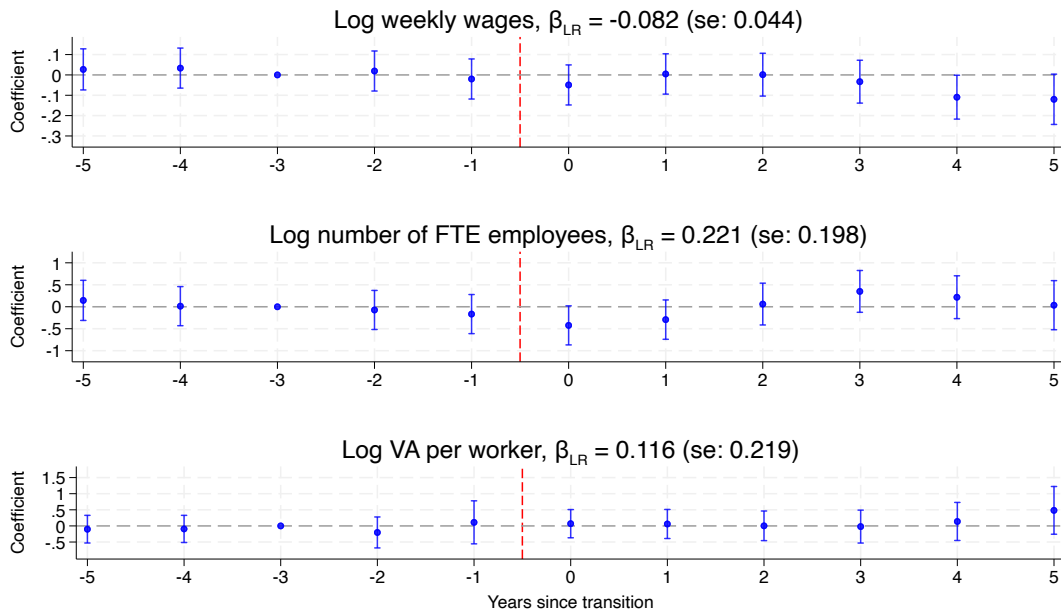 Log weekly wages, βLR = -0.082 (se: 0.044)
Coefficient
.1
0
-.1
-.2
-.3
-5 -4 -3 -2 -1 0 1 2 3 4 5
Log number of FTE employees, βLR = 0.221 (se: 0.198)
Coefficient
1
.5
0
-.5
-1
-5 -4 -3 -2 -1 0 1 2 3 4 5
Log VA per worker, βLR = 0.116 (se: 0.219)
Coefficient
1.5
1
.5
0
-.5
-5 -4 -3 -2 -1 0 1 2 3 4 5
Years since transition